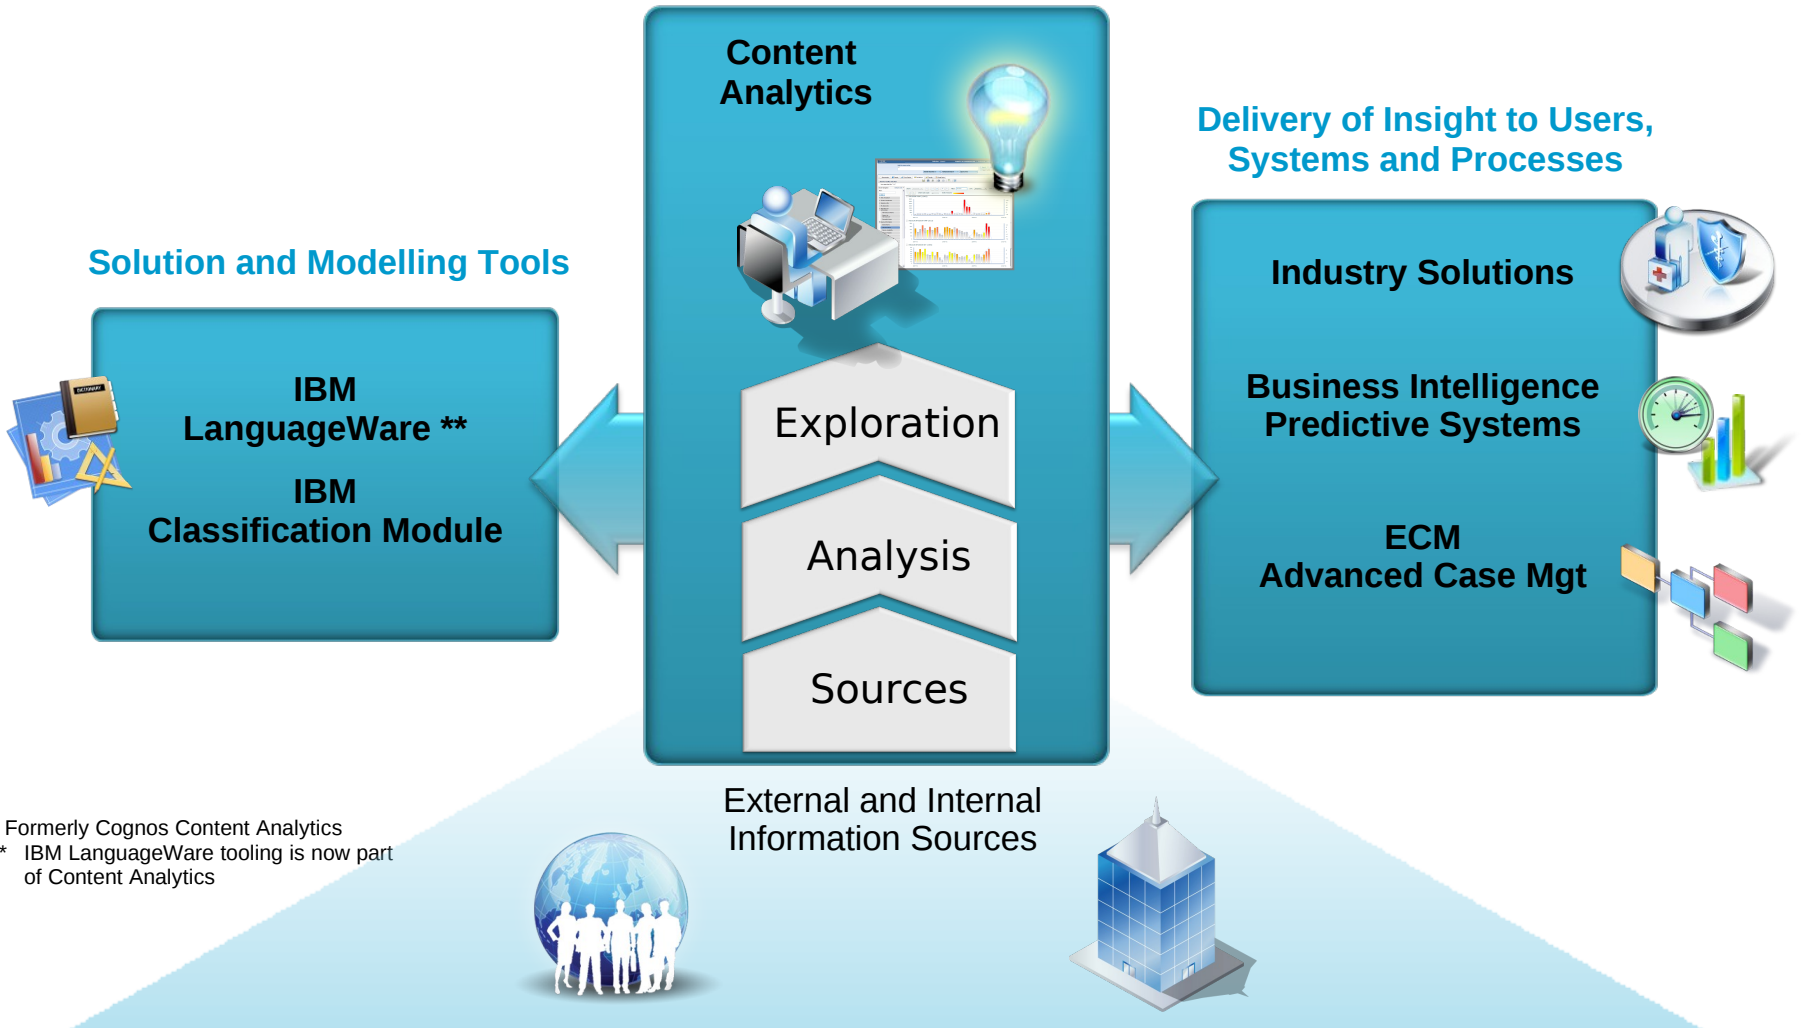 Content
Analytics
Delivery of Insight to Users,
Systems and Processes
Solution and Modelling Tools
Industry Solutions
IBM
LanguageWare **
IBM
Classification Module
DICTIONARY
Exploration
Analysis
Sources
Business Intelligence
Predictive Systems
ECM
Advanced Case Mgt
External and Internal
Information Sources
Formerly Cognos Content Analytics
* IBM LanguageWare tooling is now part
of Content Analytics